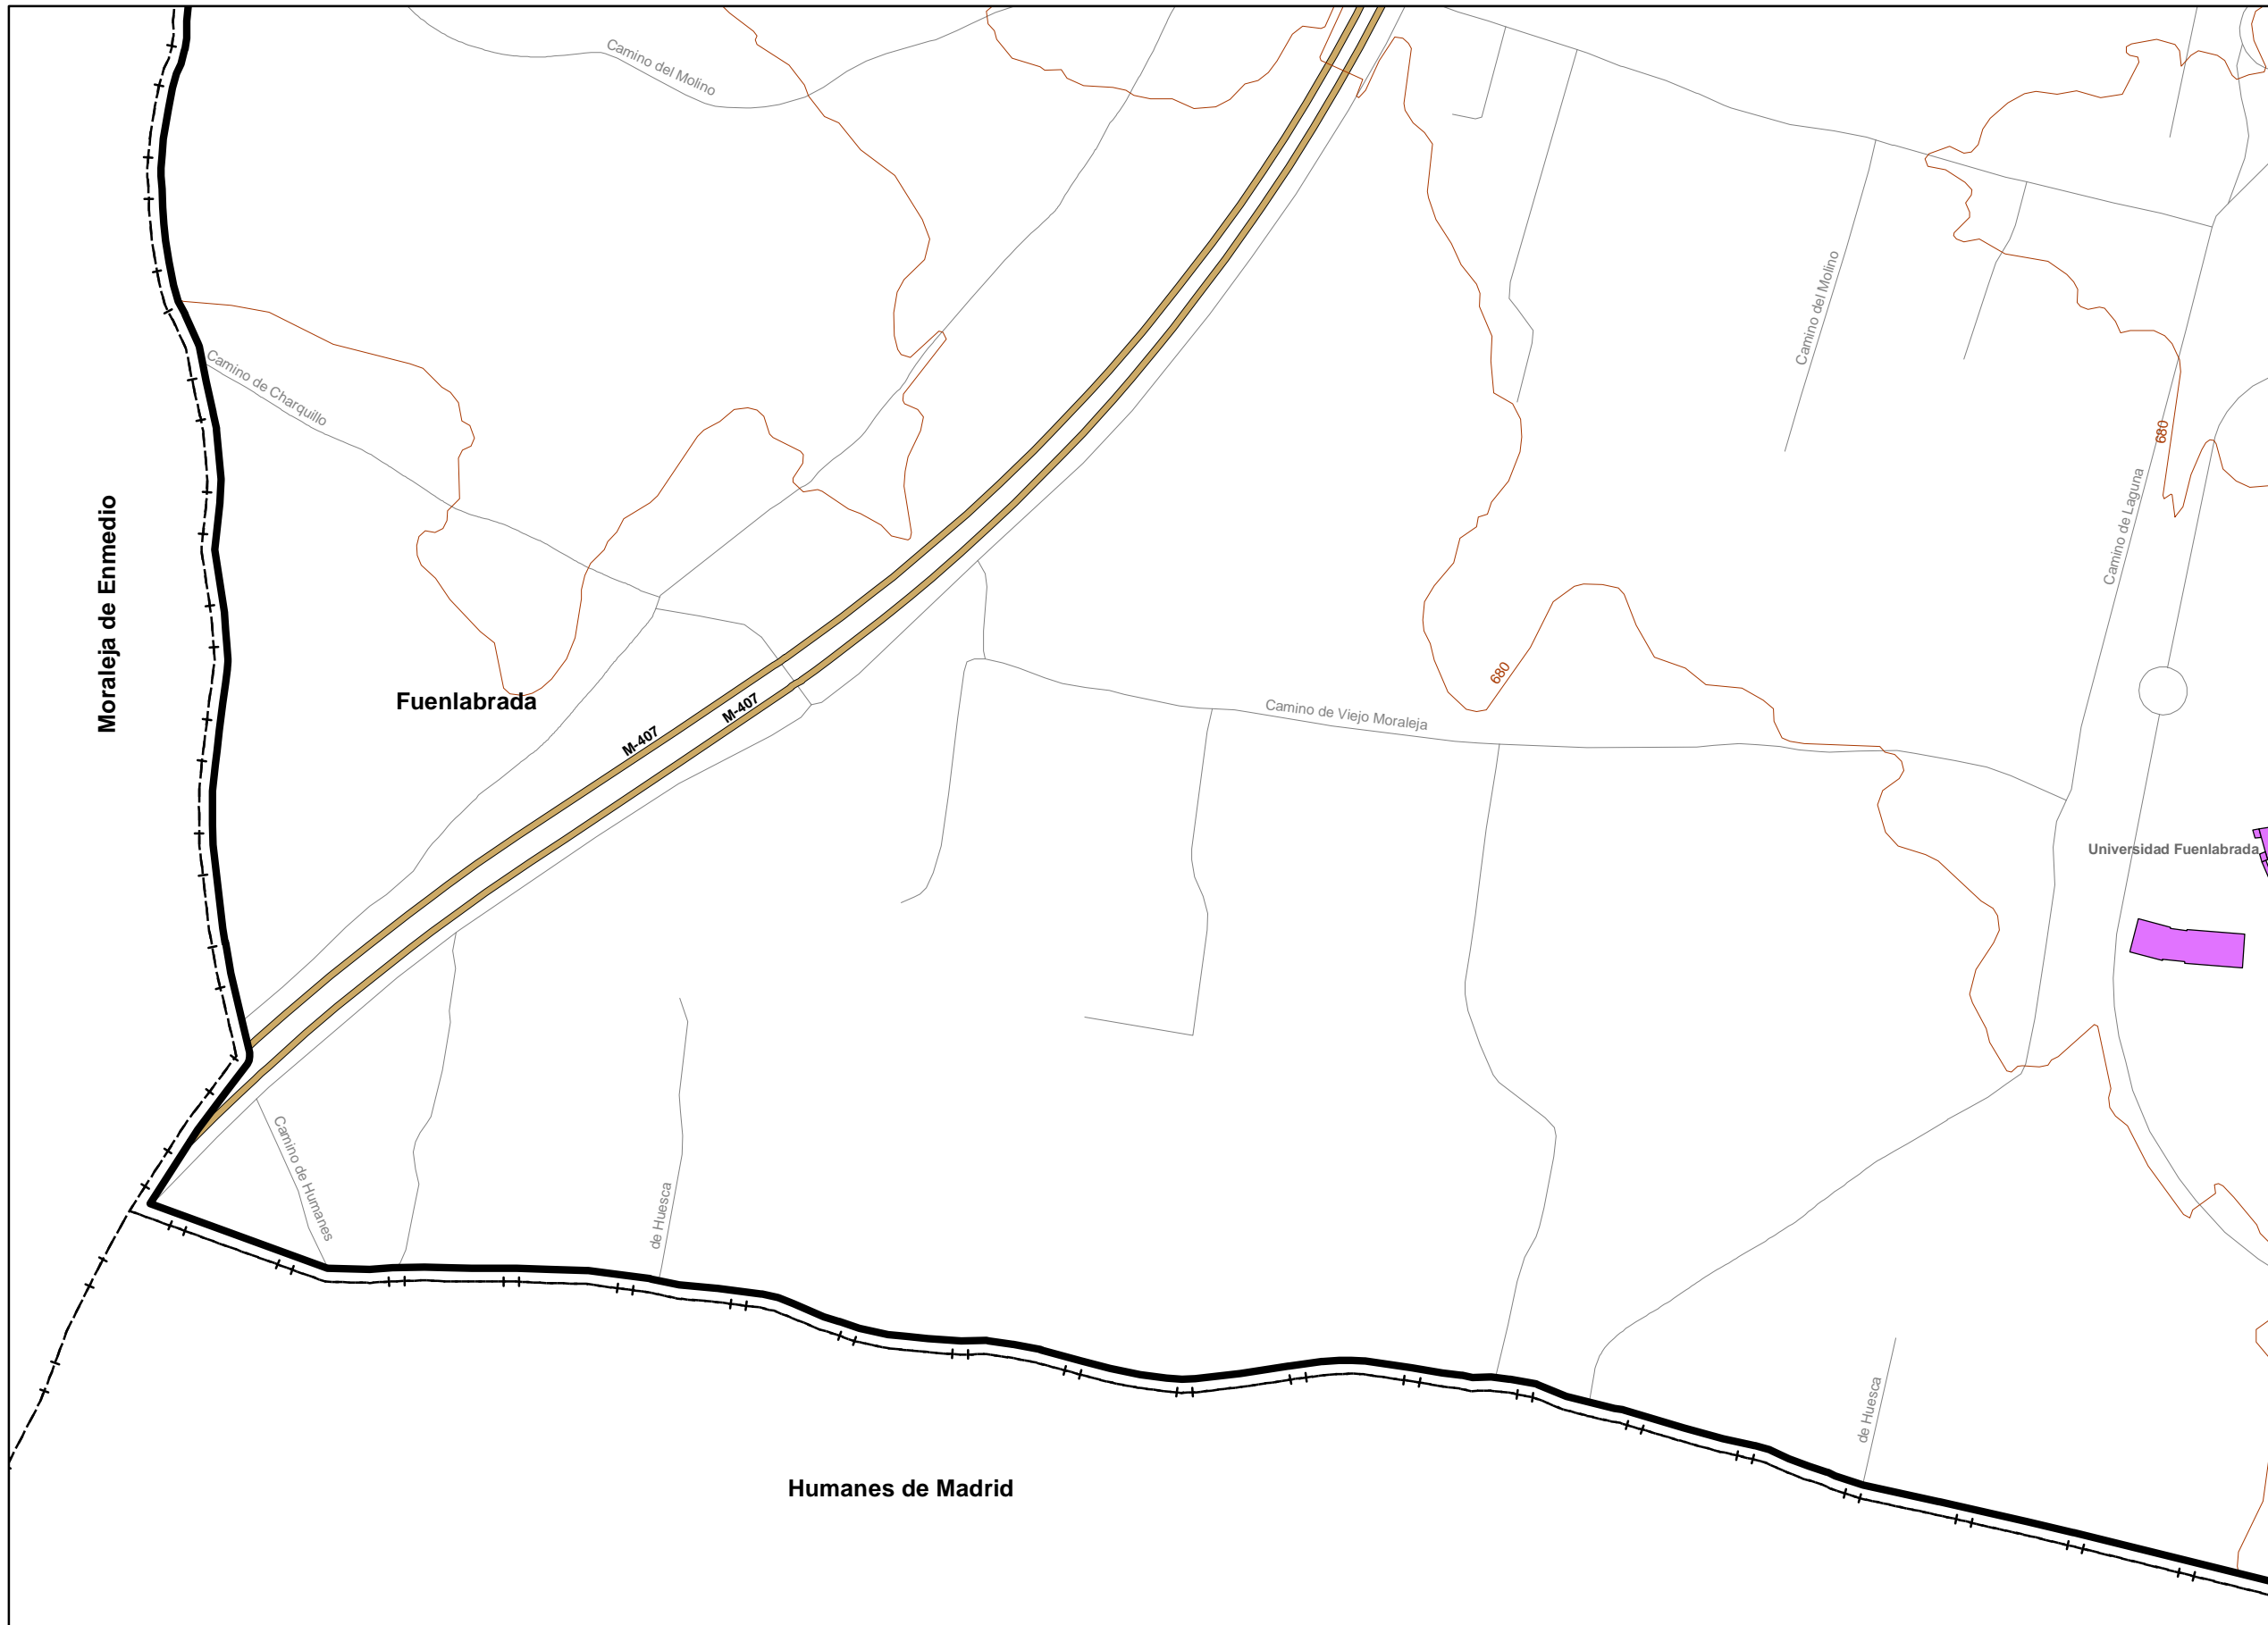 Camino del Molino
Camino del Molino
Camino de Charquillo
680
Camino de Laguna
Moraleja de Enmedio
Fuenlabrada
680
M-407
M-407
Camino de Viejo Moraleja
Universidad Fuenlabrada
Camino de Humanes
de Huesca
de Huesca
Humanes de Madrid